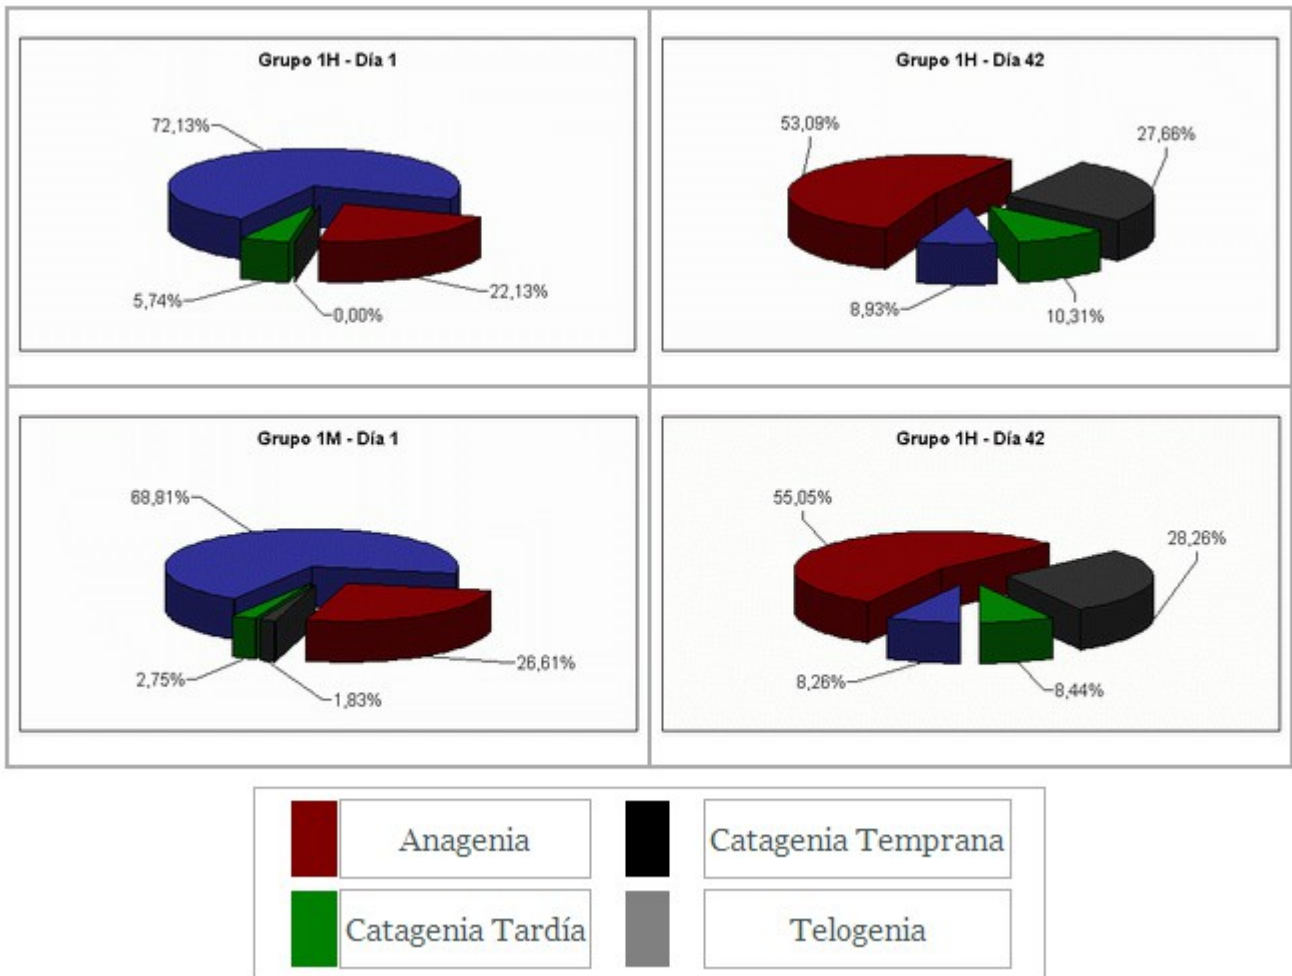 Grupo 1H - Día 1
72,13%
22,13%
5,74%
0,00%
Grupo 1H - Día 42
53,09%
27,66%
8,93%
10,31%
Grupo 1M - Día 1
68,81%
26,61%
2,75%
1,83%
Grupo 1H - Día 42
55,05%
28,26%
8,26%
8,44%
Anagenia
Catagenia Temprana
Catagenia Tardía
Telogenia